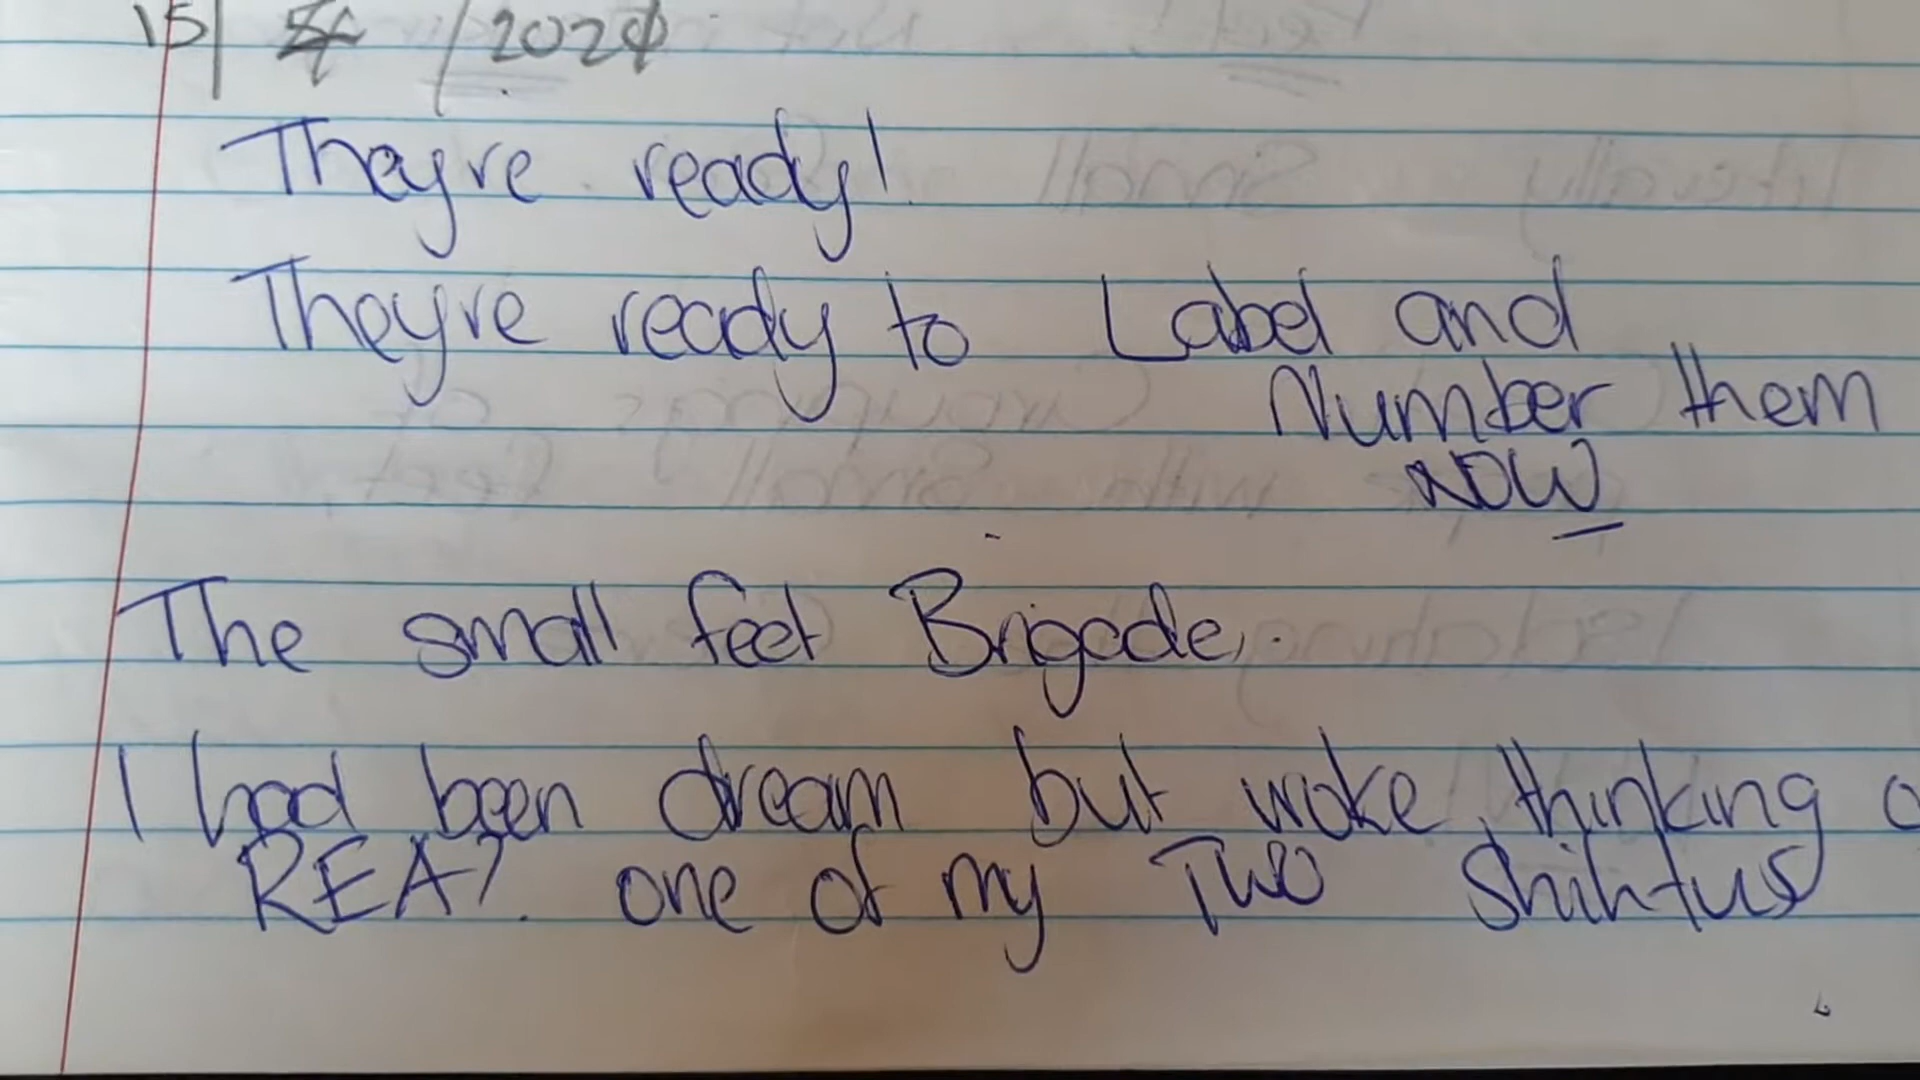 15/ /202
Theyre ready!
Theyre ready to Label and
Number them
NOW
The small feet Brigade.
I had been dream but woke thinking
REA?. one of my Two Shihtus